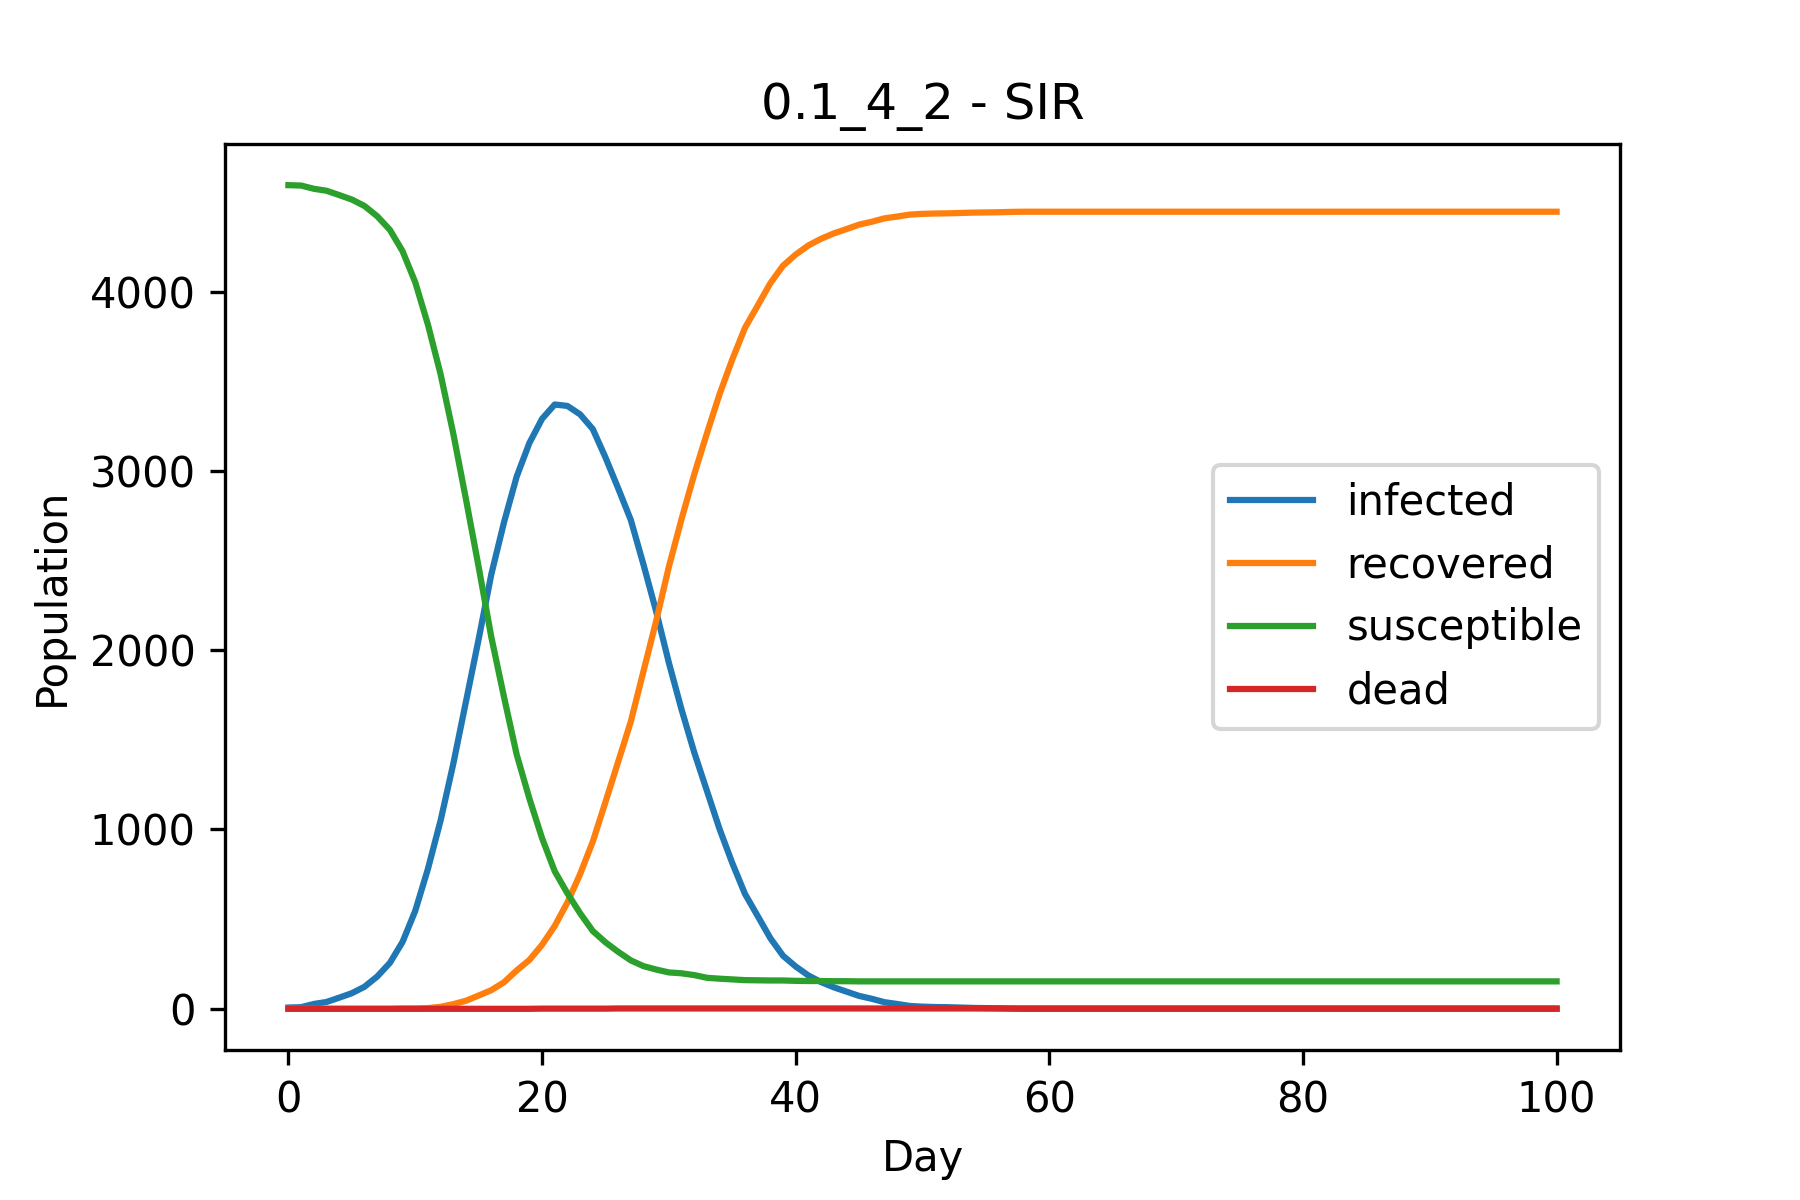 0.1_4_2 - SIR
Population
4000
3000
2000
1000
0
infected
recovered
susceptible
dead
0 20 40 60 80 100
Day